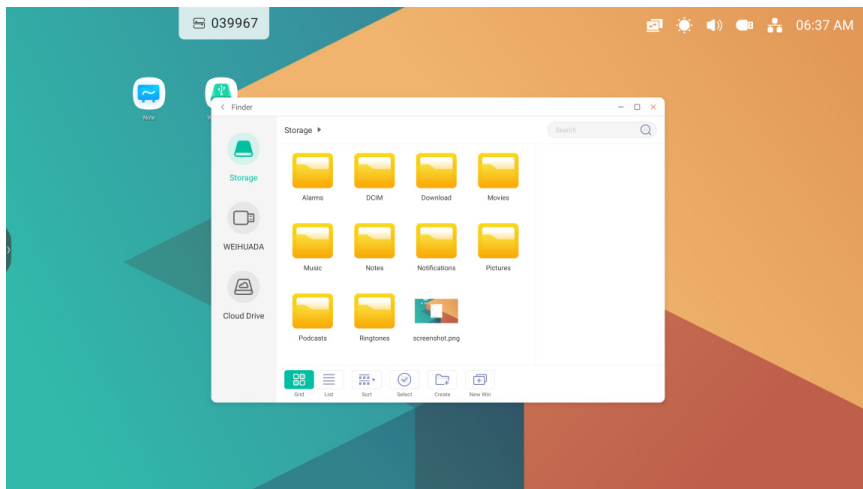 039967
06:37 AM
Note
W
Finder
Storage
Search
Storage
WEIHUADA
Cloud Drive
Alarms
DCIM
Download
Movies
Music
Notes
Notifications
Pictures
Podcasts
Ringtones
screenshot.png
Grid
List
Sort
Select
Create
New Win